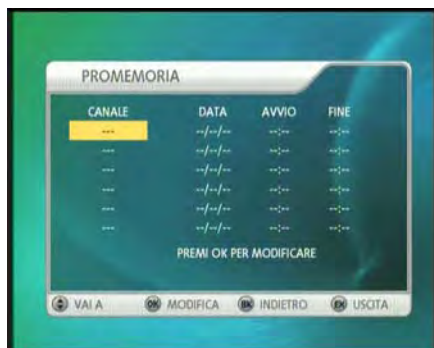 PROMEMORIA
CANALE DATA AVVIO FINE
--- --/--/-- --:-- --:--
--- --/--/-- --:-- --:--
--- --/--/-- --:-- --:--
--- --/--/-- --:-- --:--
--- --/--/-- --:-- --:--
--- --/--/-- --:-- --:--
PREMI OK PER MODIFICARE
VAI A OK MODIFICA BK INDIETRO EX USCITA